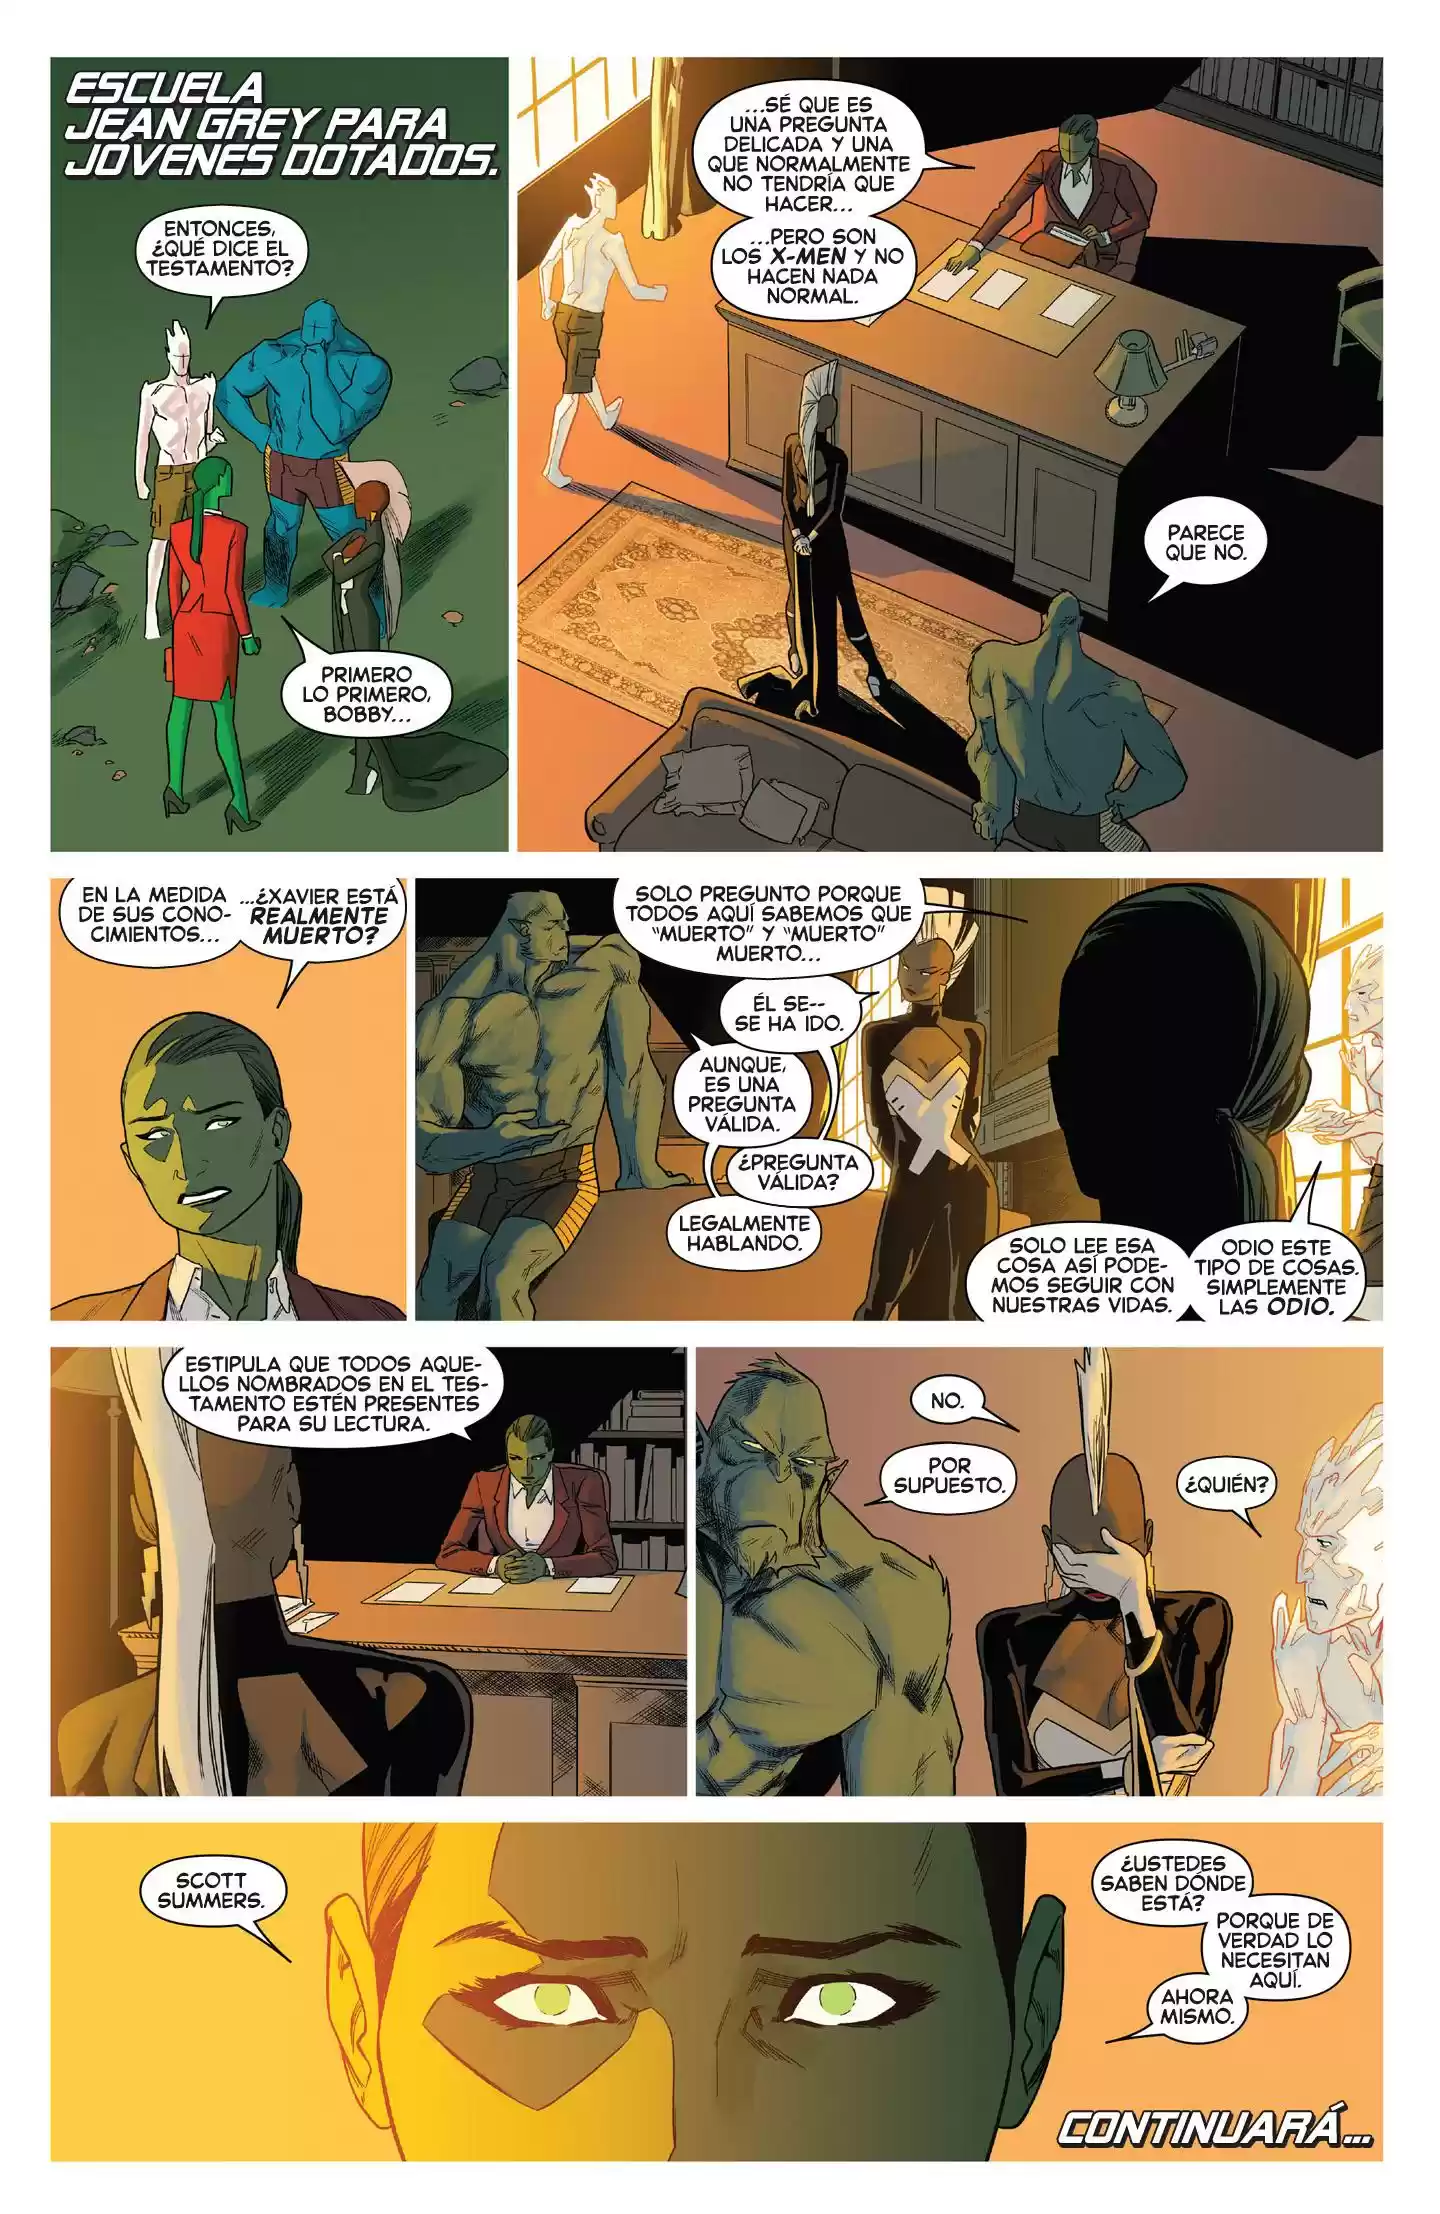 ESCUELA
JEAN GREY PARA
JOVENES DOTADOS.
ENTONCES,
¿QUÉ DICE EL
TESTAMENTO?
PRIMERO
LO PRIMERO,
BOBBY...
...SÉ QUE ES
UNA PREGUNTA
DELICADA Y UNA
QUE NORMALMENTE
NO TENDRÍA QUE
HACER...
...PERO SON
LOS X-MEN Y NO
HACEN NADA
NORMAL.
PARECE
QUE NO.
EN LA MEDIDA
DE SUS CONO-
CIMIENTOS...
...¿XAVIER ESTÁ
REALMENTE
MUERTO?
SOLO PREGUNTO PORQUE
TODOS AQUÍ SABEMOS QUE
“MUERTO” Y “MUERTO”
MUERTO...
ÉL SE--
SE HA IDO.
AUNQUE,
ES UNA
PREGUNTA
VÁLIDA.
¿PREGUNTA
VÁLIDA?
LEGALMENTE
HABLANDO.
SOLO LEE ESA
COSA ASÍ PODE-
MOS SEGUIR CON
NUESTRAS VIDAS.
ODIO ESTE
TIPO DE COSAS.
SIMPLEMENTE
LAS ODIO.
ESTIPULA QUE TODOS AQUE-
LLOS NOMBRADOS EN EL TES-
TAMENTO ESTÉN PRESENTES
PARA SU LECTURA.
NO.
POR
SUPUESTO.
¿QUIÉN?
SCOTT
SUMMERS.
¿USTEDES
SABEN DÓNDE
ESTÁ?
PORQUE DE
VERDAD LO
NECESITAN
AQUÍ.
AHORA
MISMO.
CONTINUARÁ...